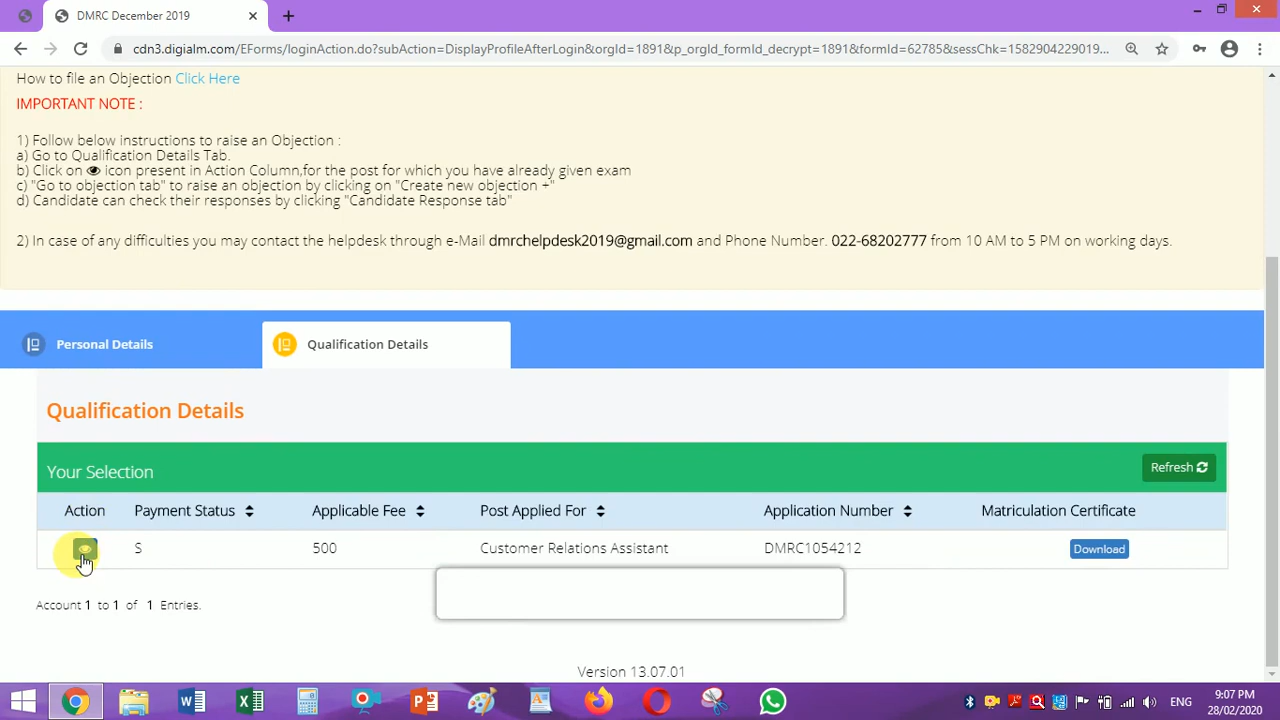 DMRC December 2019
cdn3.digialm.com/EForms/loginAction.do?subAction=DisplayProfileAfterLogin&orgId=1891&p_orgId_formId_decrypt=1891&formId=62785&sessChk=1582904229019...
How to file an Objection Click Here
IMPORTANT NOTE :
1) Follow below instructions to raise an Objection :
a) Go to Qualification Details Tab.
b) Click on icon present in Action Column,for the post for which you have already given exam
c) "Go to objection tab" to raise an objection by clicking on "Create new objection +"
d) Candidate can check their responses by clicking "Candidate Response tab"
2) In case of any difficulties you may contact the helpdesk through e-Mail dmrchelpdesk2019@gmail.com and Phone Number. 022-68202777 from 10 AM to 5 PM on working days.
Personal Details Qualification Details
Qualification Details
Your Selection Refresh
Action Payment Status Applicable Fee Post Applied For Application Number Matriculation Certificate
S 500 Customer Relations Assistant DMRC1054212 Download
Account 1 to 1 of 1 Entries.
Version 13.07.01
ENG 9:07 PM
28/02/2020